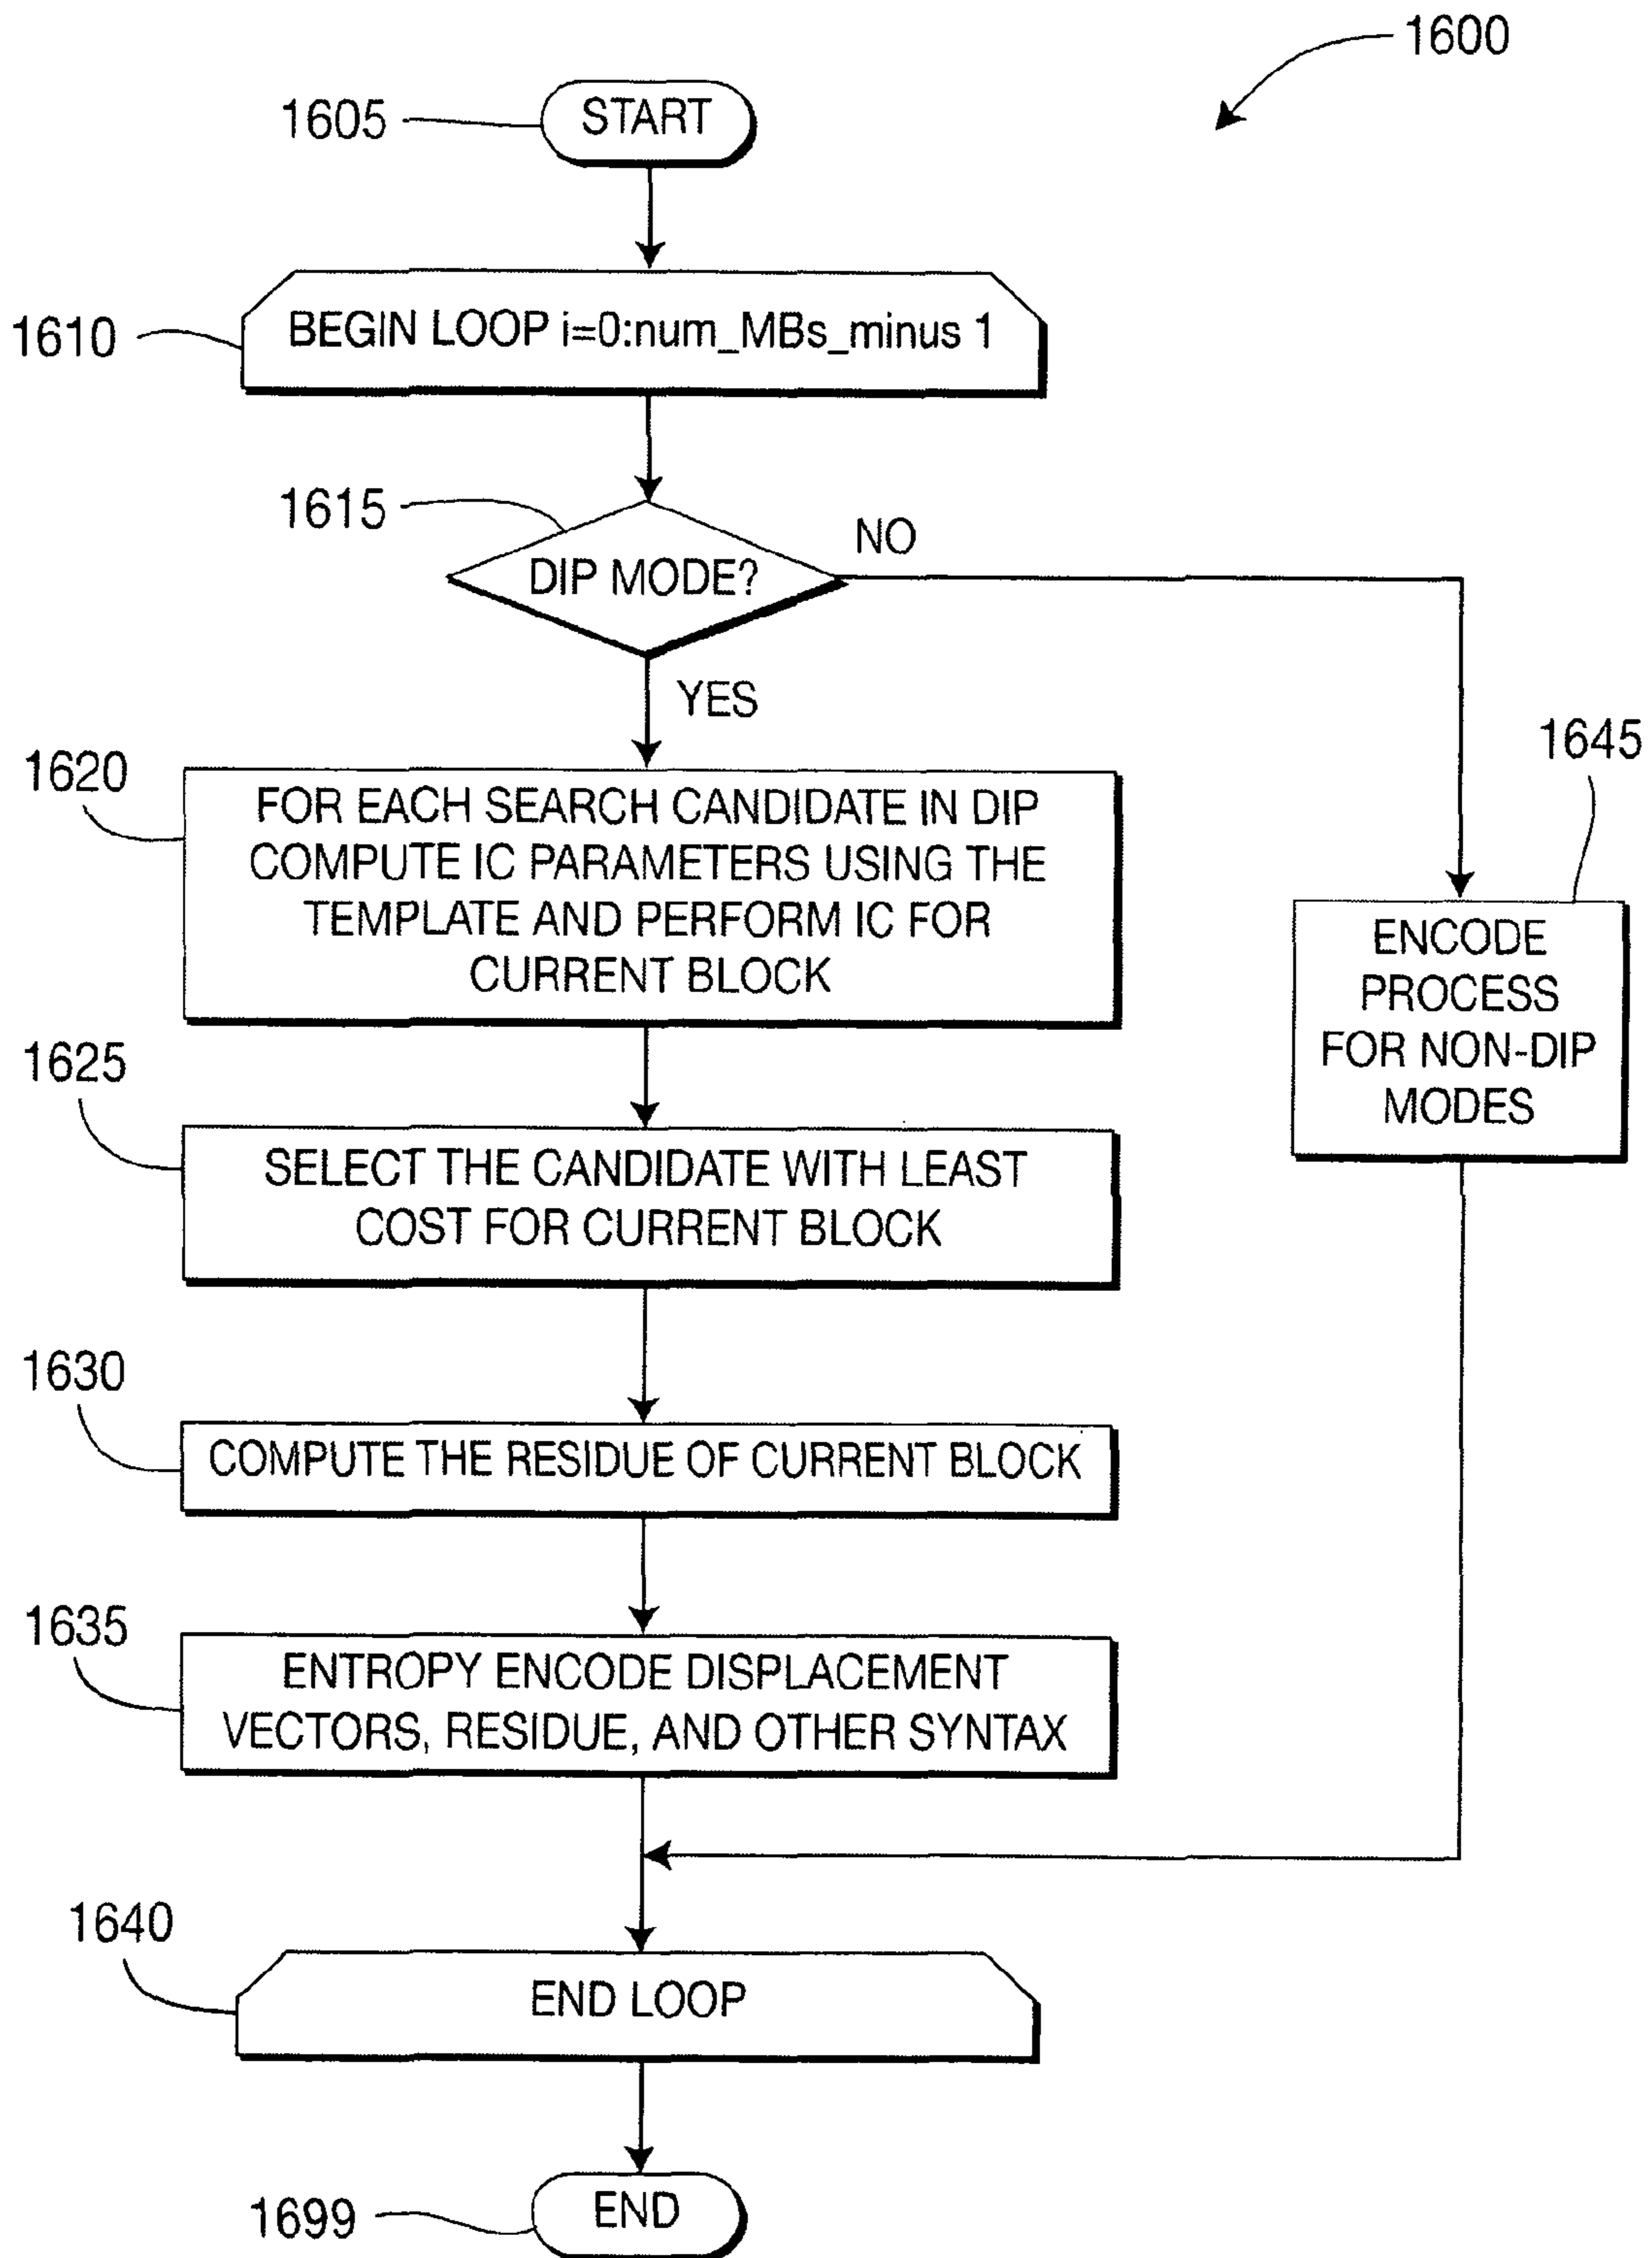 1600
1605
START
1610
BEGIN LOOP i=0:num_MBs_minus 1
1615
DIP MODE?
NO
YES
1620
FOR EACH SEARCH CANDIDATE IN DIP
COMPUTE IC PARAMETERS USING THE
TEMPLATE AND PERFORM IC FOR
CURRENT BLOCK
1645
ENCODE
PROCESS
FOR NON-DIP
MODES
1625
SELECT THE CANDIDATE WITH LEAST
COST FOR CURRENT BLOCK
1630
COMPUTE THE RESIDUE OF CURRENT BLOCK
1635
ENTROPY ENCODE DISPLACEMENT
VECTORS, RESIDUE, AND OTHER SYNTAX
1640
END LOOP
1699
END